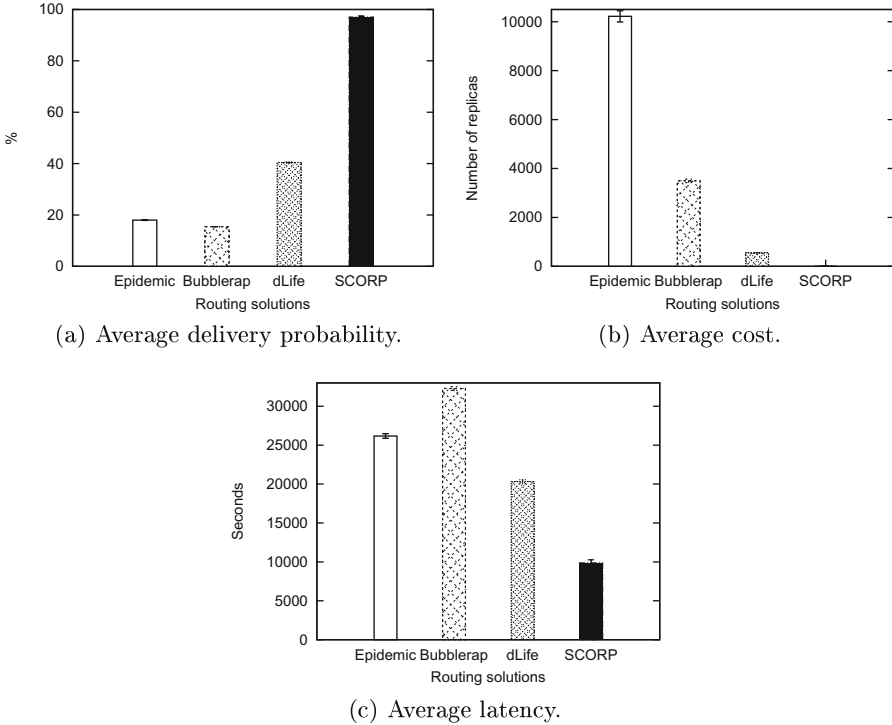 100
80
60
40
20
0
%
Epidemic Bubblerap dLife SCORP
Routing solutions
(a) Average delivery probability.
10000
8000
6000
4000
2000
0
Number of replicas
Epidemic Bubblerap dLife SCORP
Routing solutions
(b) Average cost.
30000
25000
20000
15000
10000
5000
0
Seconds
Epidemic Bubblerap dLife SCORP
Routing solutions
(c) Average latency.